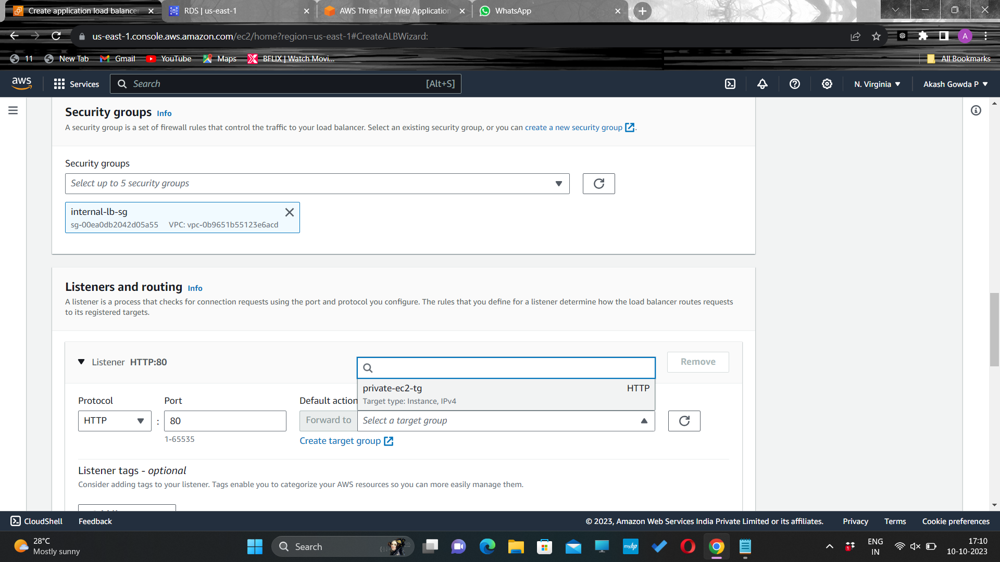 Create application load balancer
RDS | us-east-1
AWS Three Tier Web Application
WhatsApp
us-east-1.console.aws.amazon.com/ec2/home?region=us-east-1#CreateALBWizard:
A
11
New Tab
Gmail
YouTube
Maps
BFLIX | Watch Movi...
All Bookmarks
aws
Services
Search
[Alt+S]
N. Virginia
Akash Gowda P
Security groups Info
A security group is a set of firewall rules that control the traffic to your load balancer. Select an existing security group, or you can create a new security group.
Security groups
Select up to 5 security groups
internal-lb-sg
sg-00ea0db2042d05a55 VPC: vpc-0b9651b55123e6acd
Listeners and routing Info
A listener is a process that checks for connection requests using the port and protocol you configure. The rules that you define for a listener determine how the load balancer routes requests
to its registered targets.
Listener HTTP:80
Remove
private-ec2-tg HTTP
Target type: Instance, IPv4
Protocol
Port
Default action
HTTP
:
80
Forward to
Select a target group
1-65535
Create target group
Listener tags - optional
Consider adding tags to your listener. Tags enable you to categorize your AWS resources so you can more easily manage them.
CloudShell
Feedback
© 2023, Amazon Web Services India Private Limited or its affiliates.
Privacy
Terms
Cookie preferences
28°C
Mostly sunny
Search
myhp
1
ENG
IN
17:10
10-10-2023